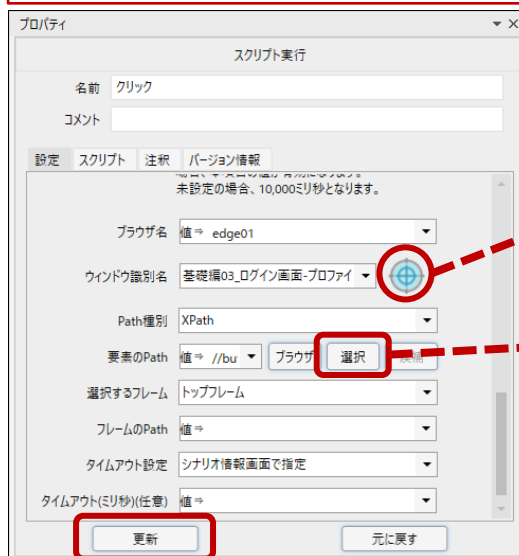 プロパティ
スクリプト実行
名前 クリック
コメント
設定 スクリプト 注釈 バージョン情報
未設定の場合、10,000ミリ秒となります。
ブラウザ名 値⇒ edge01
ウィンドウ識別名 基礎編03_ログイン画面-プロファイ
Path種別 XPath
要素のPath 値⇒ //bu ブラウザ 選択
選択するフレーム トップフレーム
フレームのPath 値⇒
タイムアウト設定 シナリオ情報画面で指定
タイムアウト(ミリ秒)(任意) 値⇒
更新 元に戻す